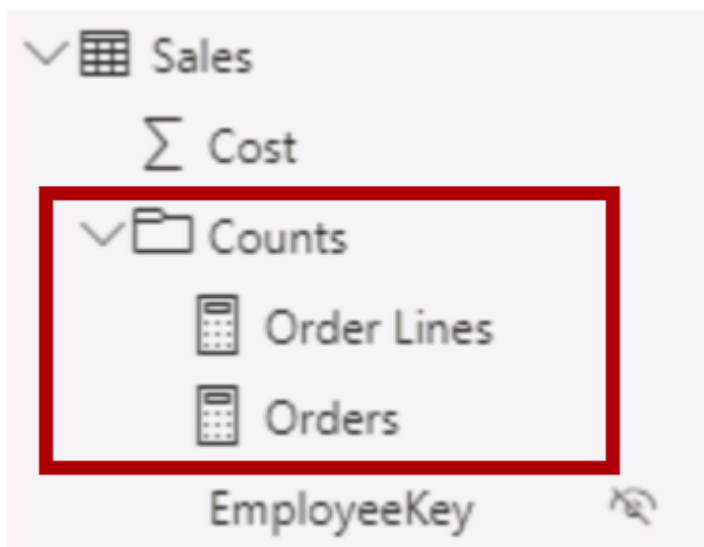 Sales
Cost
Counts
Order Lines
Orders
EmployeeKey